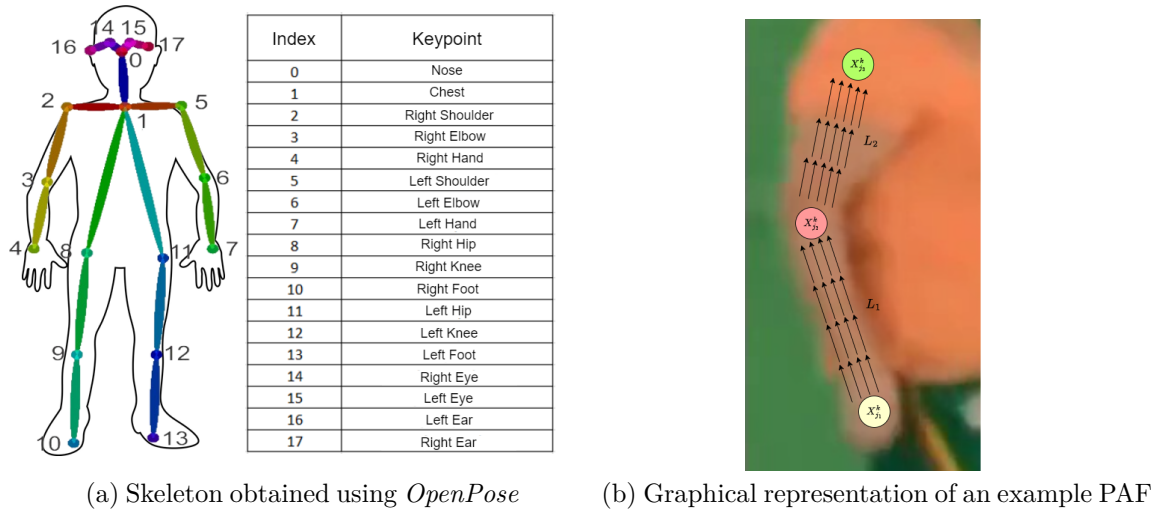 14 15
16 17
0
2 5
1
3 6
4 8 11 7
9 12
10 13
Index Keypoint
0 Nose
1 Chest
2 Right Shoulder
3 Right Elbow
4 Right Hand
5 Left Shoulder
6 Left Elbow
7 Left Hand
8 Right Hip
9 Right Knee
10 Right Foot
11 Left Hip
12 Left Knee
13 Left Foot
14 Right Eye
15 Left Eye
16 Left Ear
17 Right Ear
(a) Skeleton obtained using OpenPose
L₂
L₁
(b) Graphical representation of an example PAF